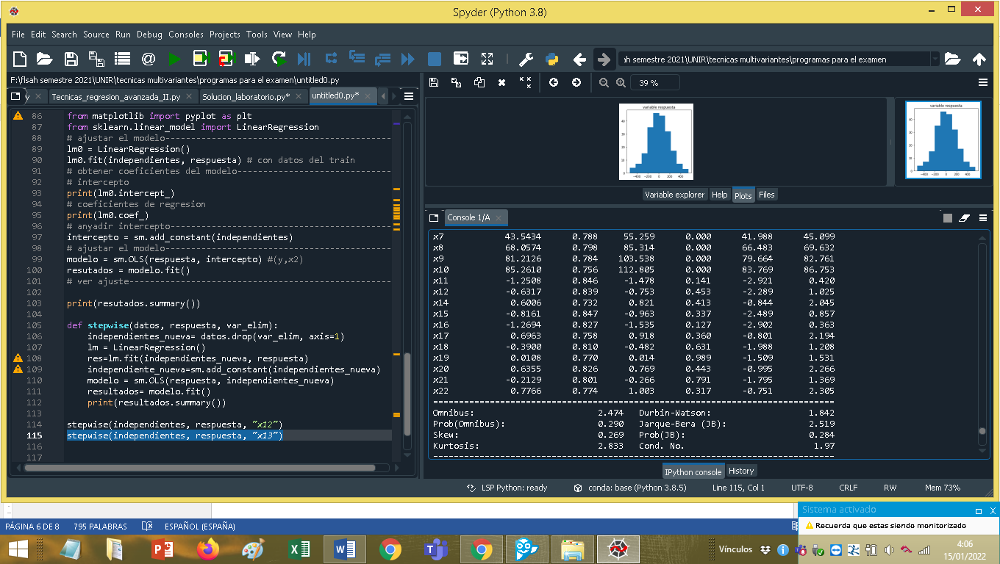 Spyder (Python 3.8)
File Edit Search Source Run Debug Consoles Projects Tools View Help
sh semestre 2021\UNIR\tecnicas multivariantes\programas para el examen
F:\flsah semestre 2021\UNIR\tecnicas multivariantes\programas para el examen\untitled0.py
39 %
y Tecnicas_regresion_avanzada_II.py Solucion_laboratorio.py* untitled0.py*
86 from matplotlib import pyplot as plt
87 from sklearn.linear_model import LinearRegression
88 # ajustar el modelo--------------------------------------------
89 lm0 = LinearRegression()
90 lm0.fit(independientes, respuesta) # con datos del train
91 # obtener coeficientes del modelo------------------------------
92 # intercepto
93 print(lm0.intercept_)
94 # coeficientes de regresion
95 print(lm0.coef_)
96 # anyadir intercepto-------------------------------------------
97 intercepto = sm.add_constant(independientes)
98 # ajustar el modelo--------------------------------------------
99 modelo = sm.OLS(respuesta, intercepto) #(y,x2)
100 resutados = modelo.fit()
101 # ver ajuste---------------------------------------------------
102
103 print(resutados.summary())
104
105 def stepwise(datos, respuesta, var_elim):
106 independientes_nueva= datos.drop(var_elim, axis=1)
107 lm = LinearRegression()
108 res=lm.fit(independientes_nueva, respuesta)
109 independiente_nueva=sm.add_constant(independientes_nueva)
110 modelo = sm.OLS(respuesta, independientes_nueva)
111 resultados= modelo.fit()
112 print(resultados.summary())
113
114 stepwise(independientes, respuesta, "x12")
115 stepwise(independientes, respuesta, "x13")
116
117
variable respuesta
40
30
20
10
0
-400 -200 0 200 400
variable respuesta
40
30
20
10
0
-400 -200 0 200 400
Variable explorer Help Plots Files
Console 1/A
x7 43.5434 0.788 55.259 0.000 41.988 45.099
x8 68.0574 0.798 85.314 0.000 66.483 69.632
x9 81.2126 0.784 103.538 0.000 79.664 82.761
x10 85.2610 0.756 112.805 0.000 83.769 86.753
x11 -1.2508 0.846 -1.478 0.141 -2.921 0.420
x12 -0.6317 0.839 -0.753 0.453 -2.289 1.025
x14 0.6006 0.732 0.821 0.413 -0.844 2.045
x15 -0.8161 0.847 -0.963 0.337 -2.489 0.857
x16 -1.2694 0.827 -1.535 0.127 -2.902 0.363
x17 0.6963 0.758 0.918 0.360 -0.801 2.194
x18 -0.3900 0.810 -0.482 0.631 -1.988 1.208
x19 0.0108 0.770 0.014 0.989 -1.509 1.531
x20 0.6355 0.826 0.769 0.443 -0.995 2.266
x21 -0.2129 0.801 -0.266 0.791 -1.795 1.369
x22 0.7766 0.774 1.003 0.317 -0.751 2.305
==============================================================================
Omnibus: 2.474 Durbin-Watson: 1.842
Prob(Omnibus): 0.290 Jarque-Bera (JB): 2.519
Skew: 0.269 Prob(JB): 0.284
Kurtosis: 2.833 Cond. No. 1.97
------------------------------------------------------------------------------
IPython console History
LSP Python: ready conda: base (Python 3.8.5) Line 115, Col 1 UTF-8 CRLF RW Mem 73%
Sistema activado
Recuerda que estas siendo monitorizado
PÁGINA 6 DE 8 795 PALABRAS ESPAÑOL (ESPAÑA)
Vínculos
4:06
15/01/2022